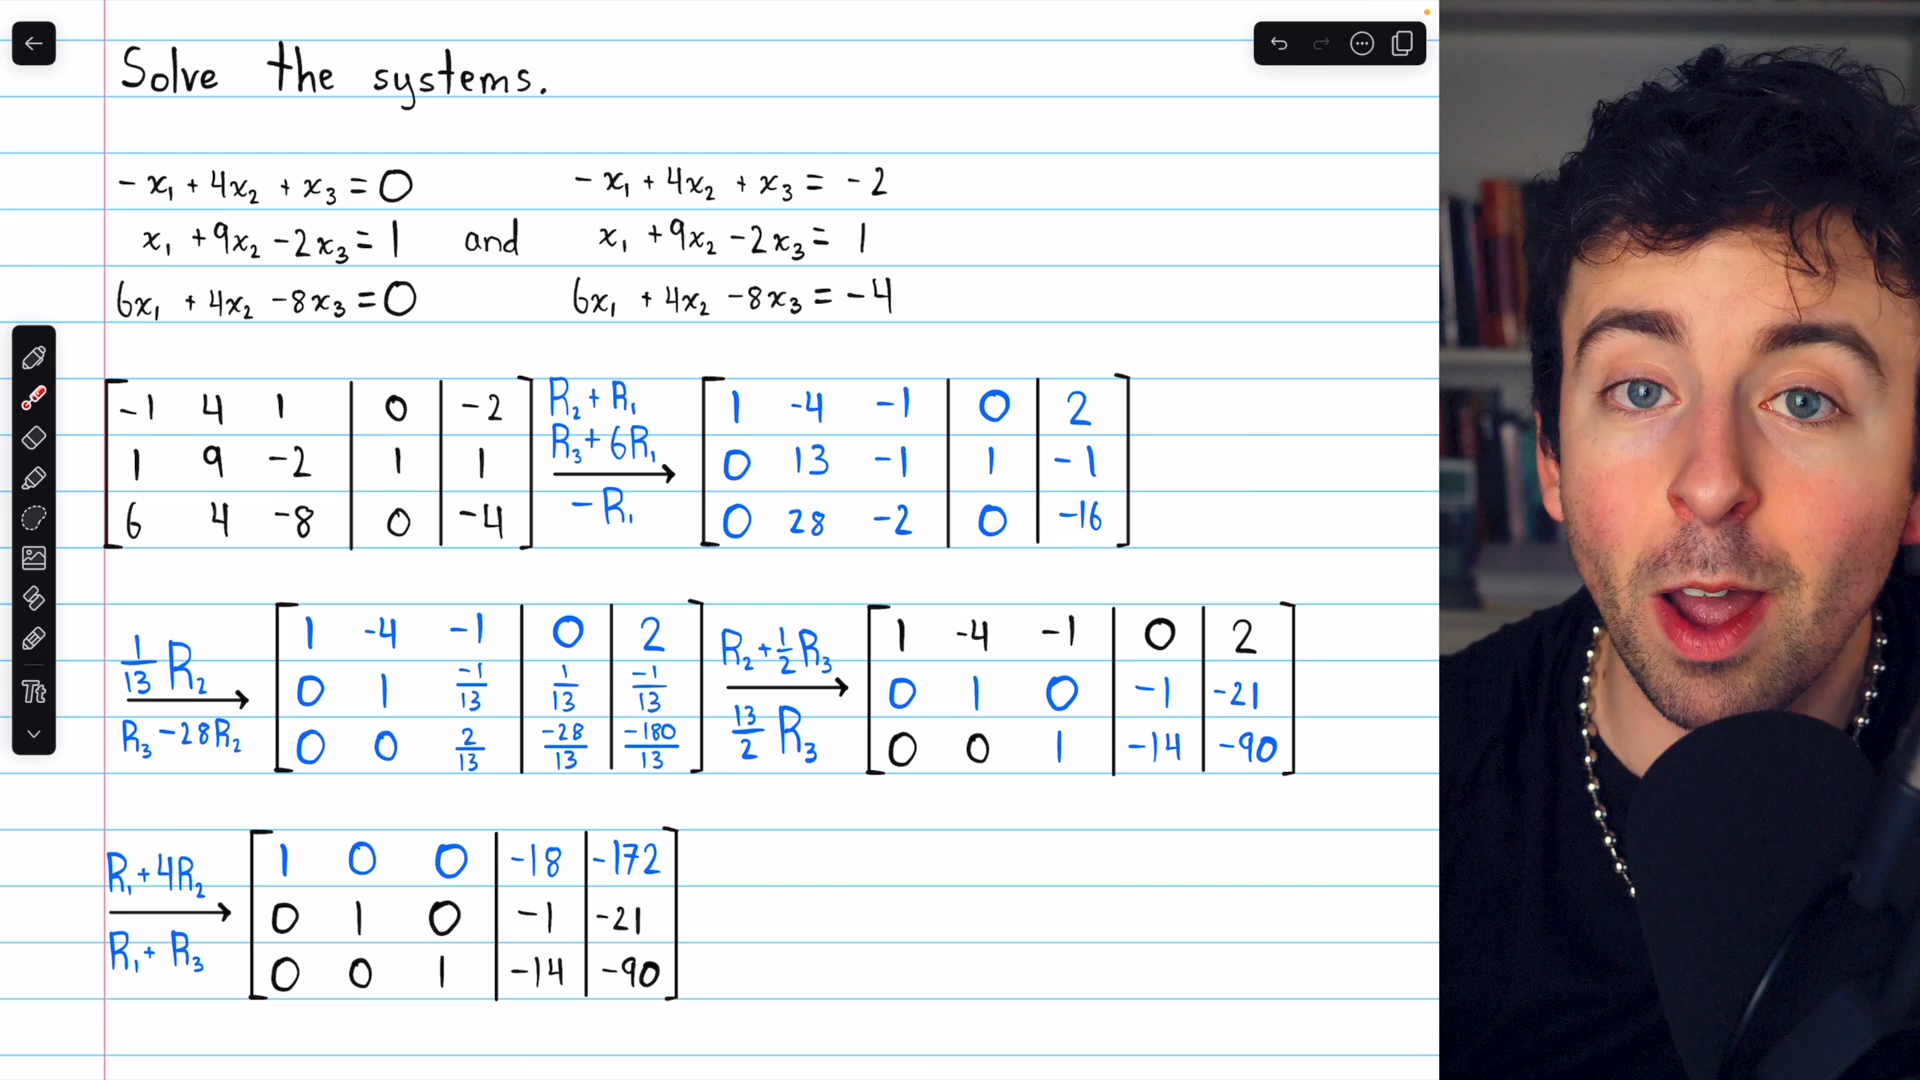 Solve the systems.
- x₁ + 4x₂ + x₃ = 0 - x₁ + 4x₂ + x₃ = - 2
x₁ + 9x₂ - 2x₃ = 1 and x₁ + 9x₂ - 2x₃ = 1
6x₁ + 4x₂ - 8x₃ = 0 6x₁ + 4x₂ - 8x₃ = - 4
-1 4 1 | 0 | -2
1 9 -2 | 1 | 1
6 4 -8 | 0 | -4
R₂ + R₁
R₃ + 6R₁
- R₁
1 -4 -1 | 0 | 2
0 13 -1 | 1 | -1
0 28 -2 | 0 | -16
1/13 R₂
R₃ - 28R₂
1 -4 -1 | 0 | 2
0 1 -1/13 | 1/13 | -1/13
0 0 2/13 | -28/13 | -180/13
R₂ + 1/2 R₃
13/2 R₃
1 -4 -1 | 0 | 2
0 1 0 | -1 | -21
0 0 1 | -14 | -90
R₁ + 4R₂
R₁ + R₃
1 0 0 | -18 | -172
0 1 0 | -1 | -21
0 0 1 | -14 | -90
Tt